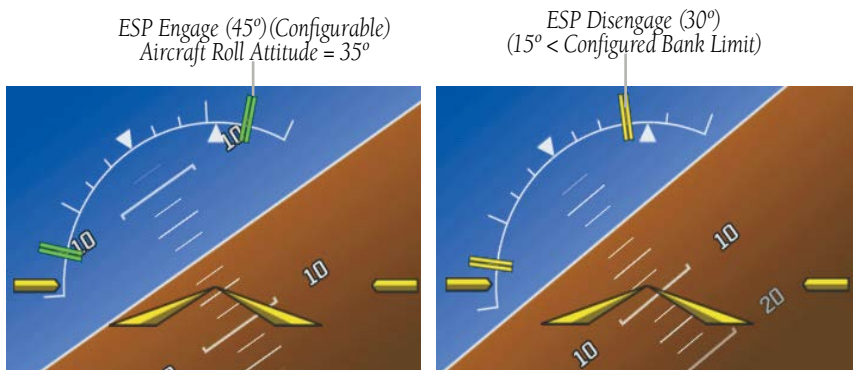 ESP Engage (45º)(Configurable)
Aircraft Roll Attitude = 35º
ESP Disengage (30º)
(15º < Configured Bank Limit)
10
10
10
10
10
20
10